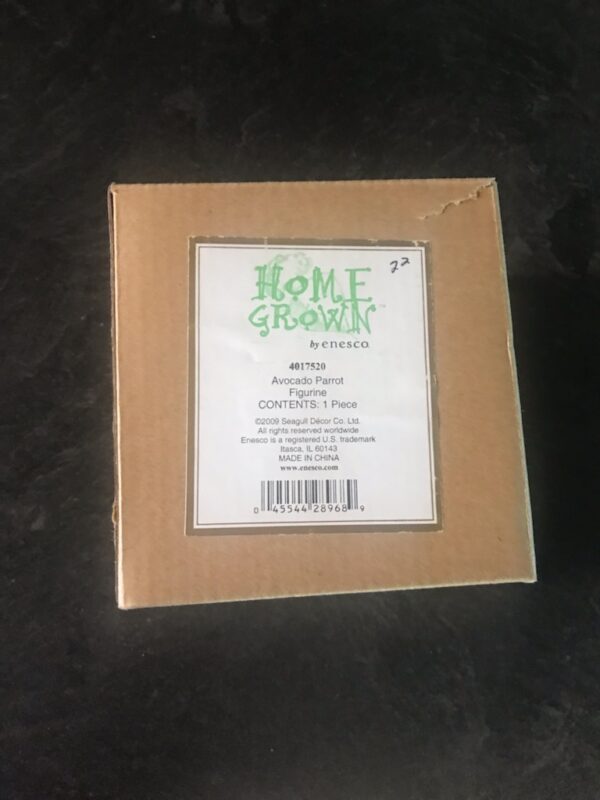 HOME
GROWN™
22
by enesco.
4017520
Avocado Parrot
Figurine
CONTENTS: 1 Piece
©2009 Seagull Décor Co. Ltd.
All rights reserved worldwide
Enesco is a registered U.S. trademark
Itasca, IL 60143
MADE IN CHINA
www.enesco.com
0 45544 28968 9